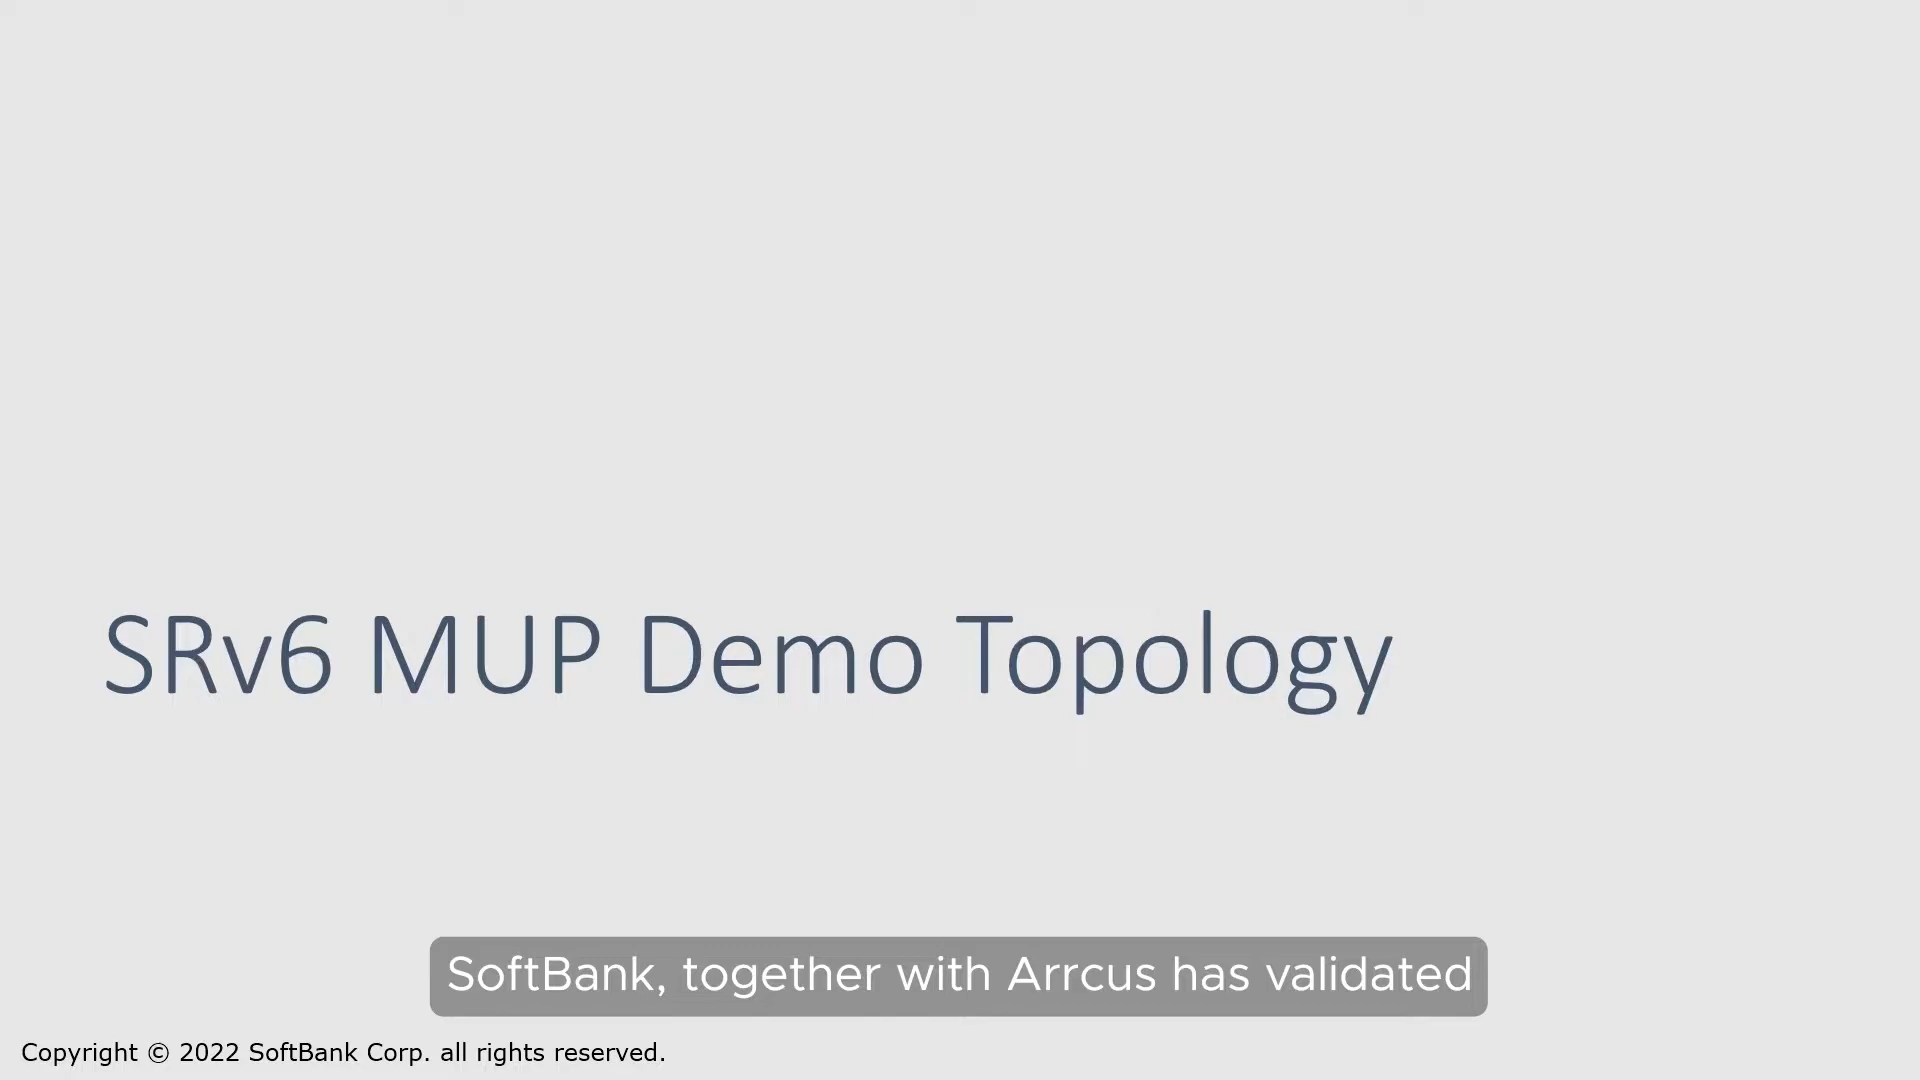 SRv6 MUP Demo Topology
SoftBank, together with Arrcus has validated
Copyright © 2022 SoftBank Corp. all rights reserved.